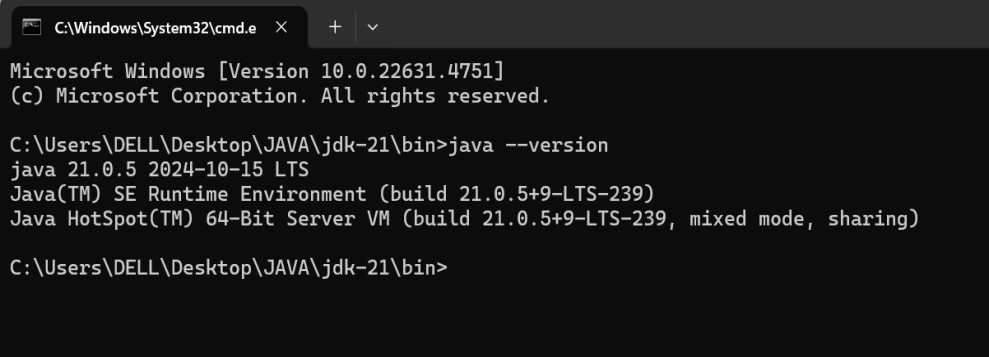 C:\Windows\System32\cmd.e
Microsoft Windows [Version 10.0.22631.4751]
(c) Microsoft Corporation. All rights reserved.
C:\Users\DELL\Desktop\JAVA\jdk-21\bin>java --version
java 21.0.5 2024-10-15 LTS
Java(TM) SE Runtime Environment (build 21.0.5+9-LTS-239)
Java HotSpot(TM) 64-Bit Server VM (build 21.0.5+9-LTS-239, mixed mode, sharing)
C:\Users\DELL\Desktop\JAVA\jdk-21\bin>